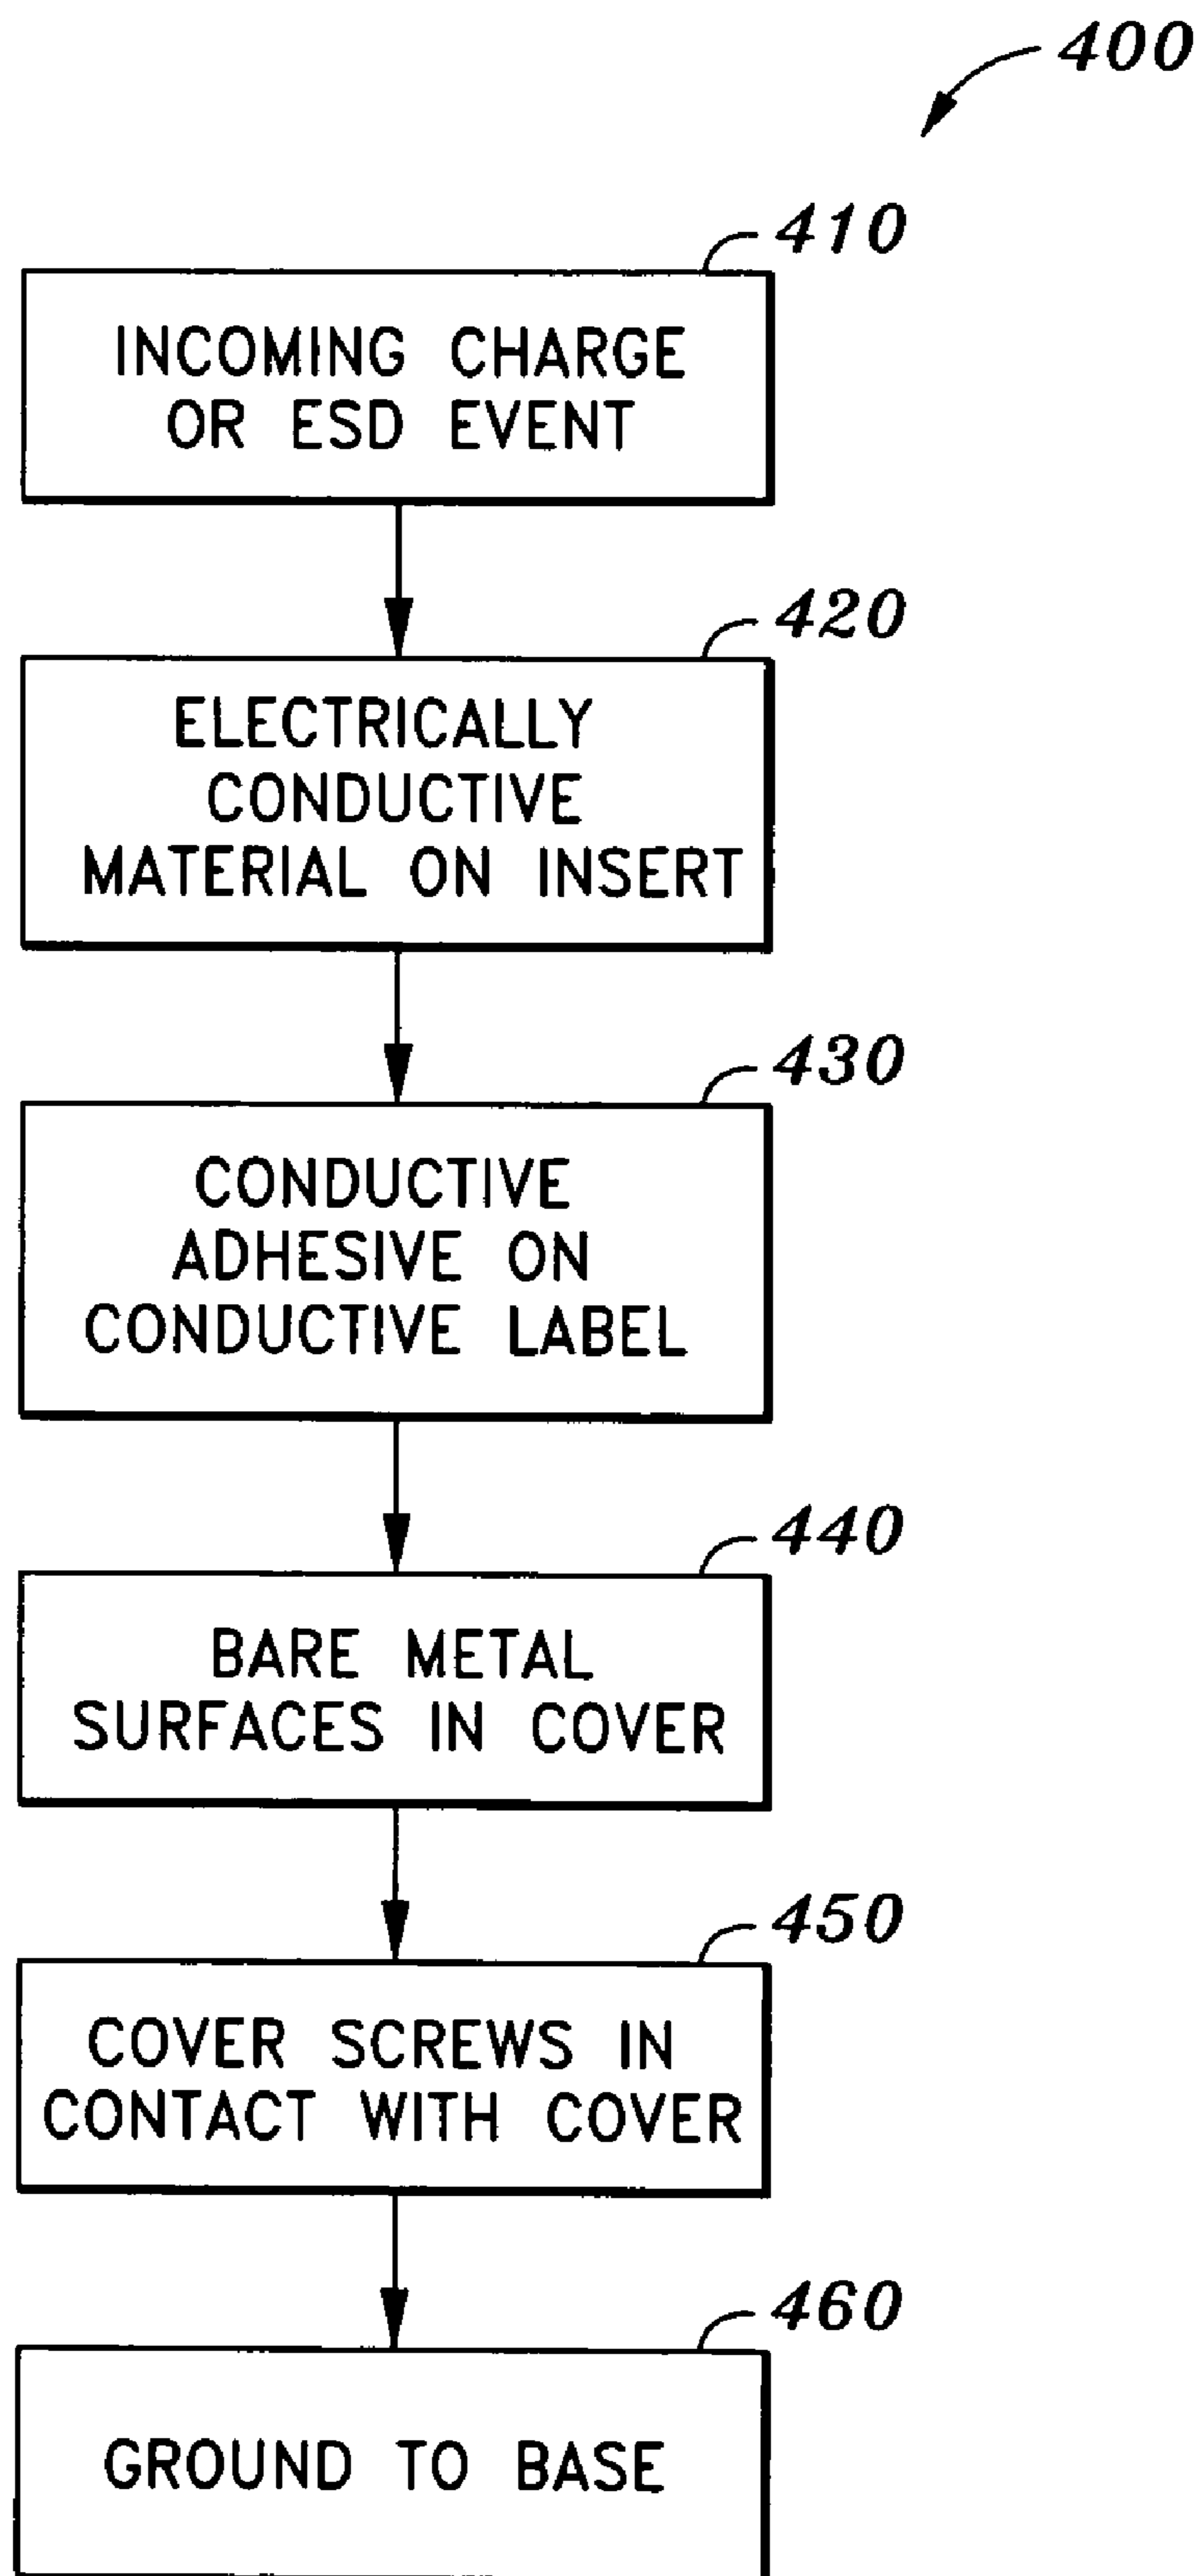 400
410
INCOMING CHARGE
OR ESD EVENT
420
ELECTRICALLY
CONDUCTIVE
MATERIAL ON INSERT
430
CONDUCTIVE
ADHESIVE ON
CONDUCTIVE LABEL
440
BARE METAL
SURFACES IN COVER
450
COVER SCREWS IN
CONTACT WITH COVER
460
GROUND TO BASE